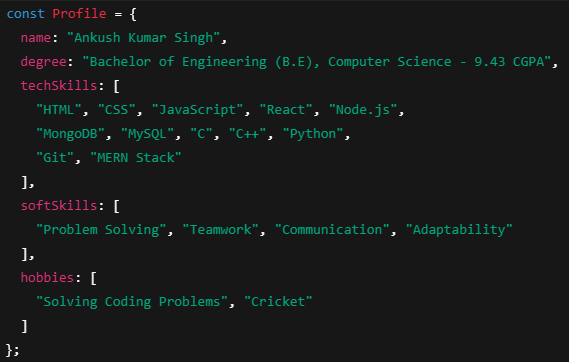 const Profile = {
  name: "Ankush Kumar Singh",
  degree: "Bachelor of Engineering (B.E), Computer Science - 9.43 CGPA",
  techSkills: [
    "HTML", "CSS", "JavaScript", "React", "Node.js",
    "MongoDB", "MySQL", "C", "C++", "Python",
    "Git", "MERN Stack"
  ],
  softSkills: [
    "Problem Solving", "Teamwork", "Communication", "Adaptability"
  ],
  hobbies: [
    "Solving Coding Problems", "Cricket"
  ]
};